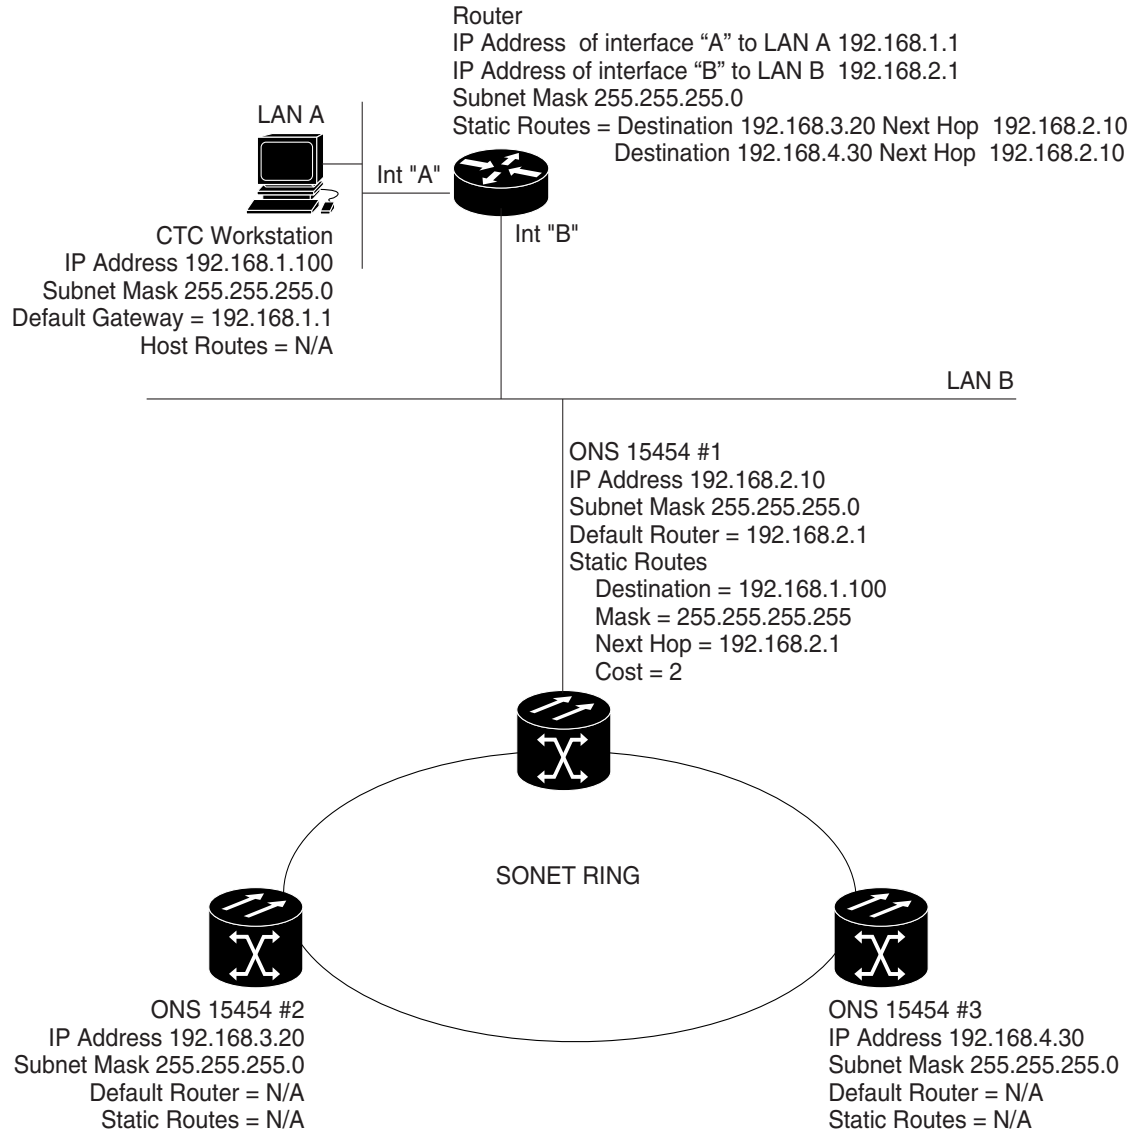 Router
IP Address of interface “A” to LAN A 192.168.1.1
IP Address of interface “B” to LAN B 192.168.2.1
Subnet Mask 255.255.255.0
Static Routes = Destination 192.168.3.20 Next Hop 192.168.2.10
Destination 192.168.4.30 Next Hop 192.168.2.10
LAN A
Int "A"
Int "B"
CTC Workstation
IP Address 192.168.1.100
Subnet Mask 255.255.255.0
Default Gateway = 192.168.1.1
Host Routes = N/A
LAN B
ONS 15454 #1
IP Address 192.168.2.10
Subnet Mask 255.255.255.0
Default Router = 192.168.2.1
Static Routes
Destination = 192.168.1.100
Mask = 255.255.255.255
Next Hop = 192.168.2.1
Cost = 2
SONET RING
ONS 15454 #2
IP Address 192.168.3.20
Subnet Mask 255.255.255.0
Default Router = N/A
Static Routes = N/A
ONS 15454 #3
IP Address 192.168.4.30
Subnet Mask 255.255.255.0
Default Router = N/A
Static Routes = N/A